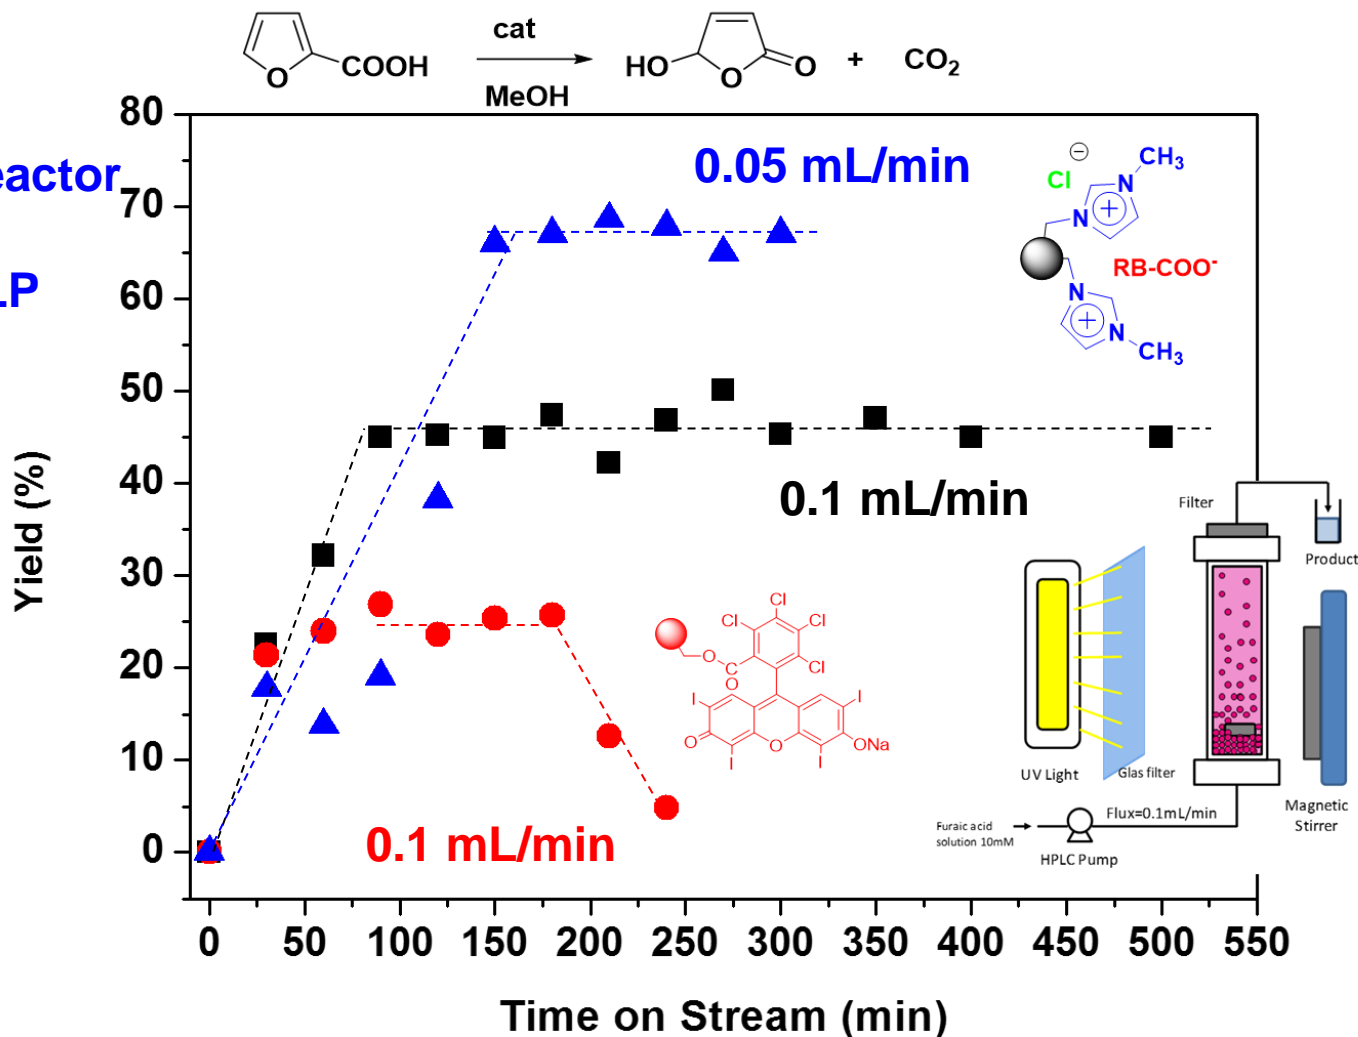 cat
COOH
O
MeOH
HO
O
O
+
CO2
80
70
60
50
40
30
20
10
0
Yield (%)
eactor
LP
0.05 mL/min
0.1 mL/min
0.1 mL/min
⊖
Cl
CH3
N
+
N
RB-COO-
N
+
N
CH3
Cl
Cl
Cl
Cl
O
O
I
I
O
O
ONa
I
I
Filter
Product
UV Light
Glas filter
Magnetic
Stirrer
Furaic acid
solution 10mM
Flux=0.1mL/min
HPLC Pump
0 50 100 150 200 250 300 350 400 450 500 550
Time on Stream (min)